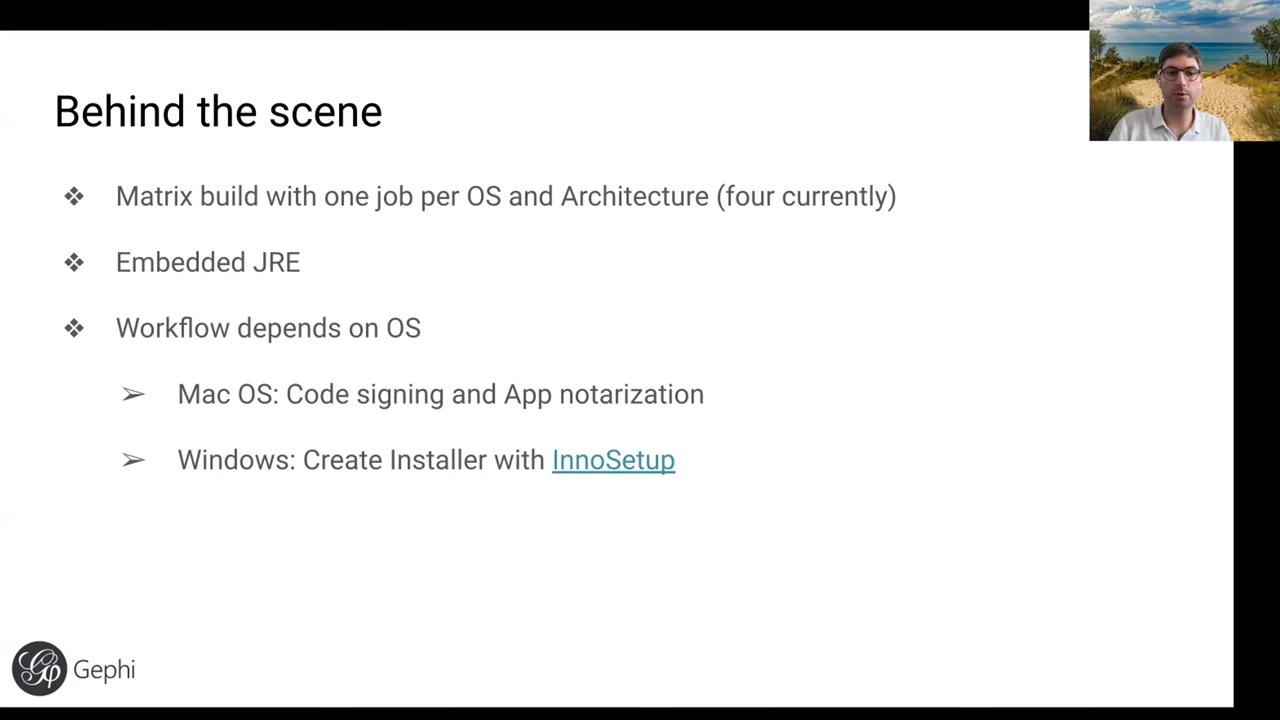 Behind the scene
❖ Matrix build with one job per OS and Architecture (four currently)
❖ Embedded JRE
❖ Workflow depends on OS
➢ Mac OS: Code signing and App notarization
➢ Windows: Create Installer with InnoSetup
Gephi